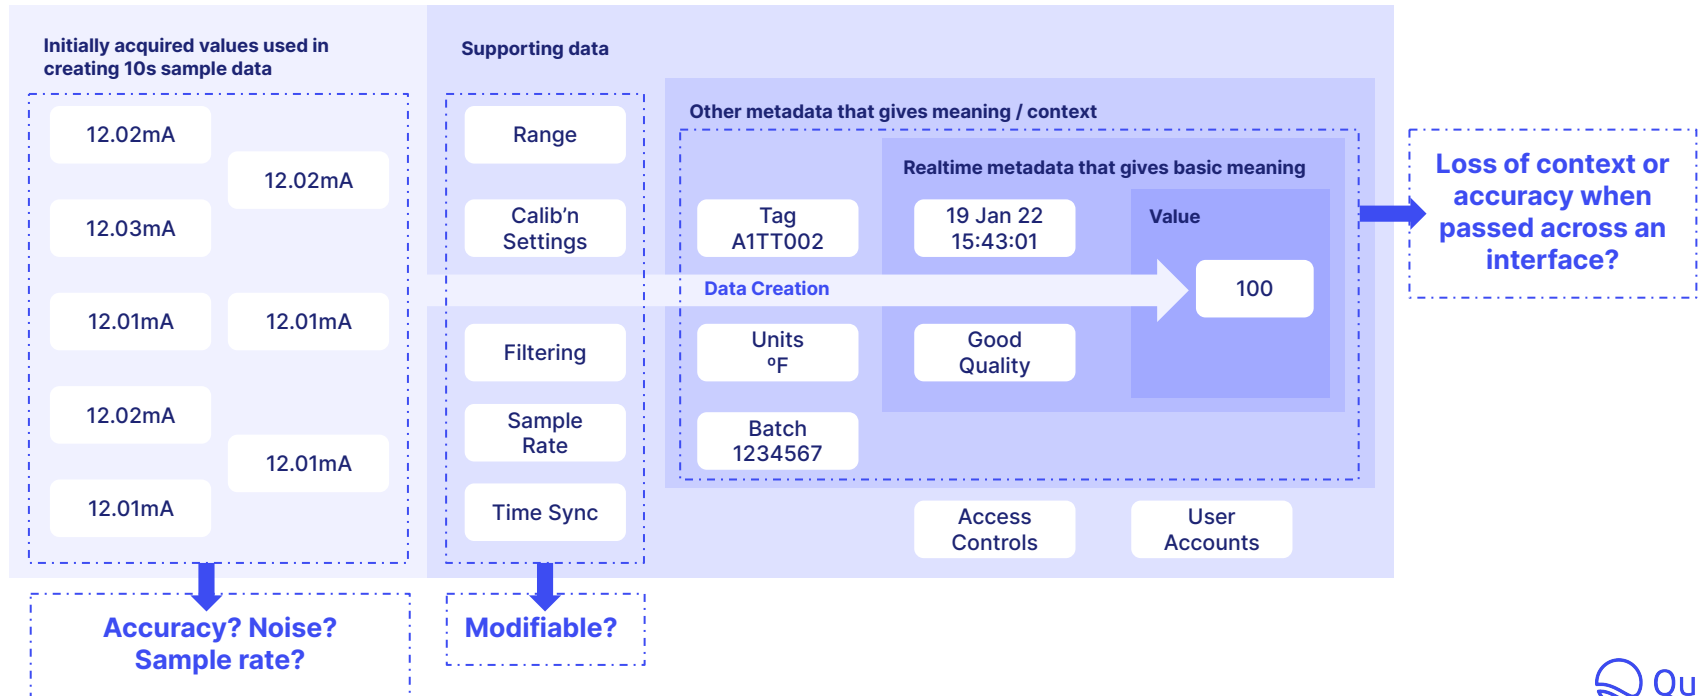 Initially acquired values used in
creating 10s sample data
12.02mA
12.02mA
12.03mA
12.01mA
12.01mA
12.02mA
12.01mA
12.01mA
Supporting data
Range
Calib’n
Settings
Filtering
Sample
Rate
Time Sync
Other metadata that gives meaning / context
Tag
A1TT002
Data Creation
Units
ºF
Batch
1234567
Realtime metadata that gives basic meaning
19 Jan 22
15:43:01
Good
Quality
Value
100
Access
Controls
User
Accounts
Loss of context or
accuracy when
passed across an
interface?
Accuracy? Noise?
Sample rate?
Modifiable?